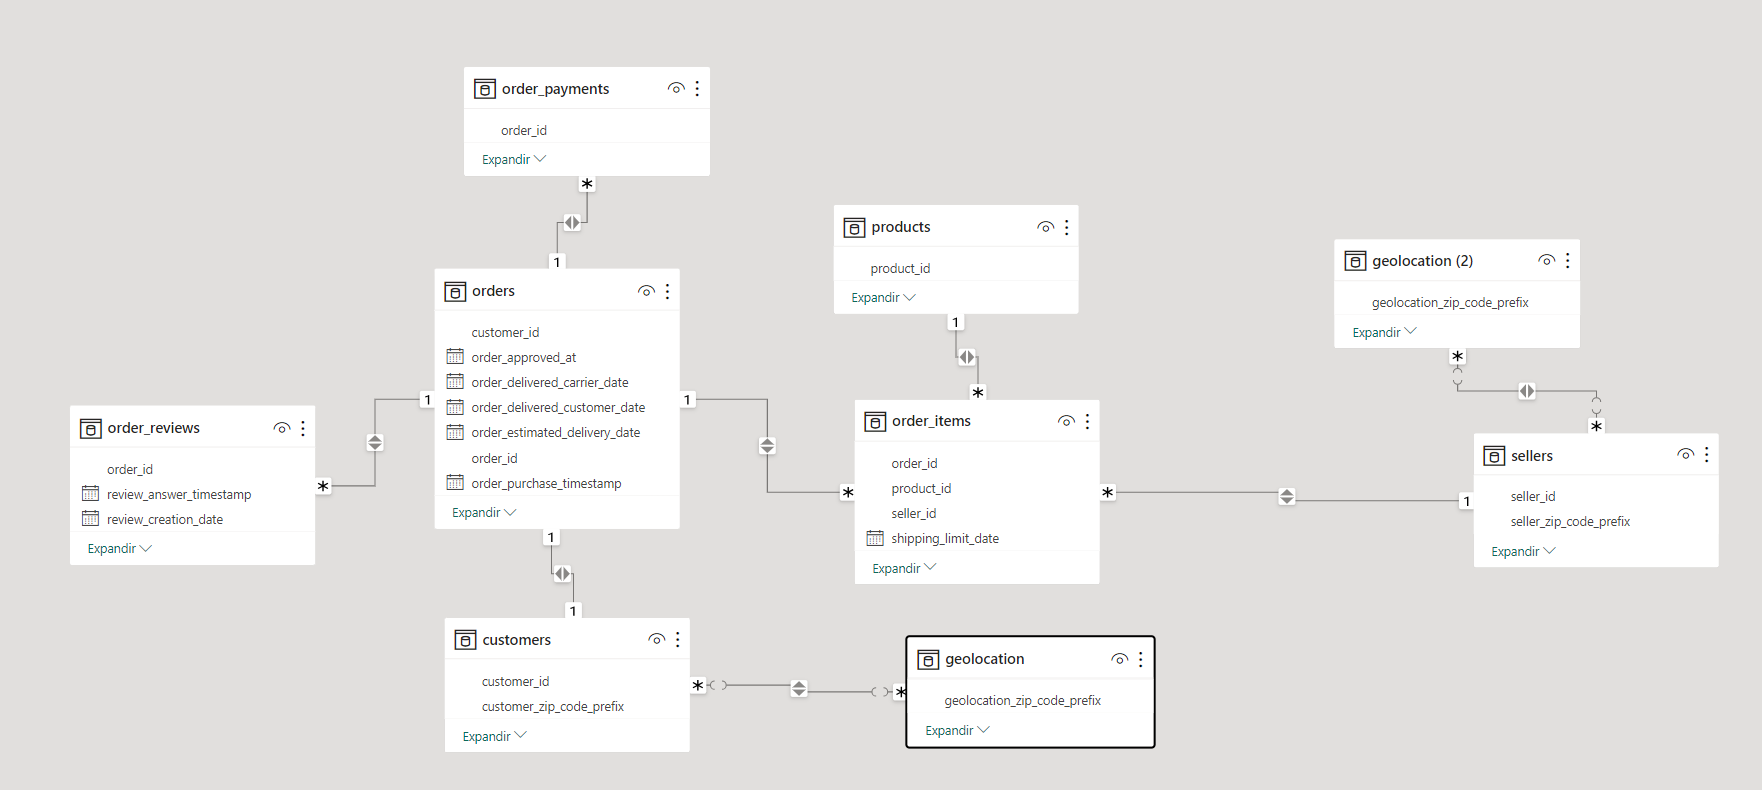 order_payments
order_id
Expandir
*
1
orders
customer_id
order_approved_at
order_delivered_carrier_date
order_delivered_customer_date
order_estimated_delivery_date
order_id
order_purchase_timestamp
Expandir
1
1
1
order_reviews
order_id
review_answer_timestamp
review_creation_date
Expandir
*
products
product_id
Expandir
1
*
order_items
order_id
product_id
seller_id
shipping_limit_date
Expandir
*
*
geolocation (2)
geolocation_zip_code_prefix
Expandir
*
*
sellers
seller_id
seller_zip_code_prefix
Expandir
1
1
customers
customer_id
customer_zip_code_prefix
Expandir
*
*
geolocation
geolocation_zip_code_prefix
Expandir